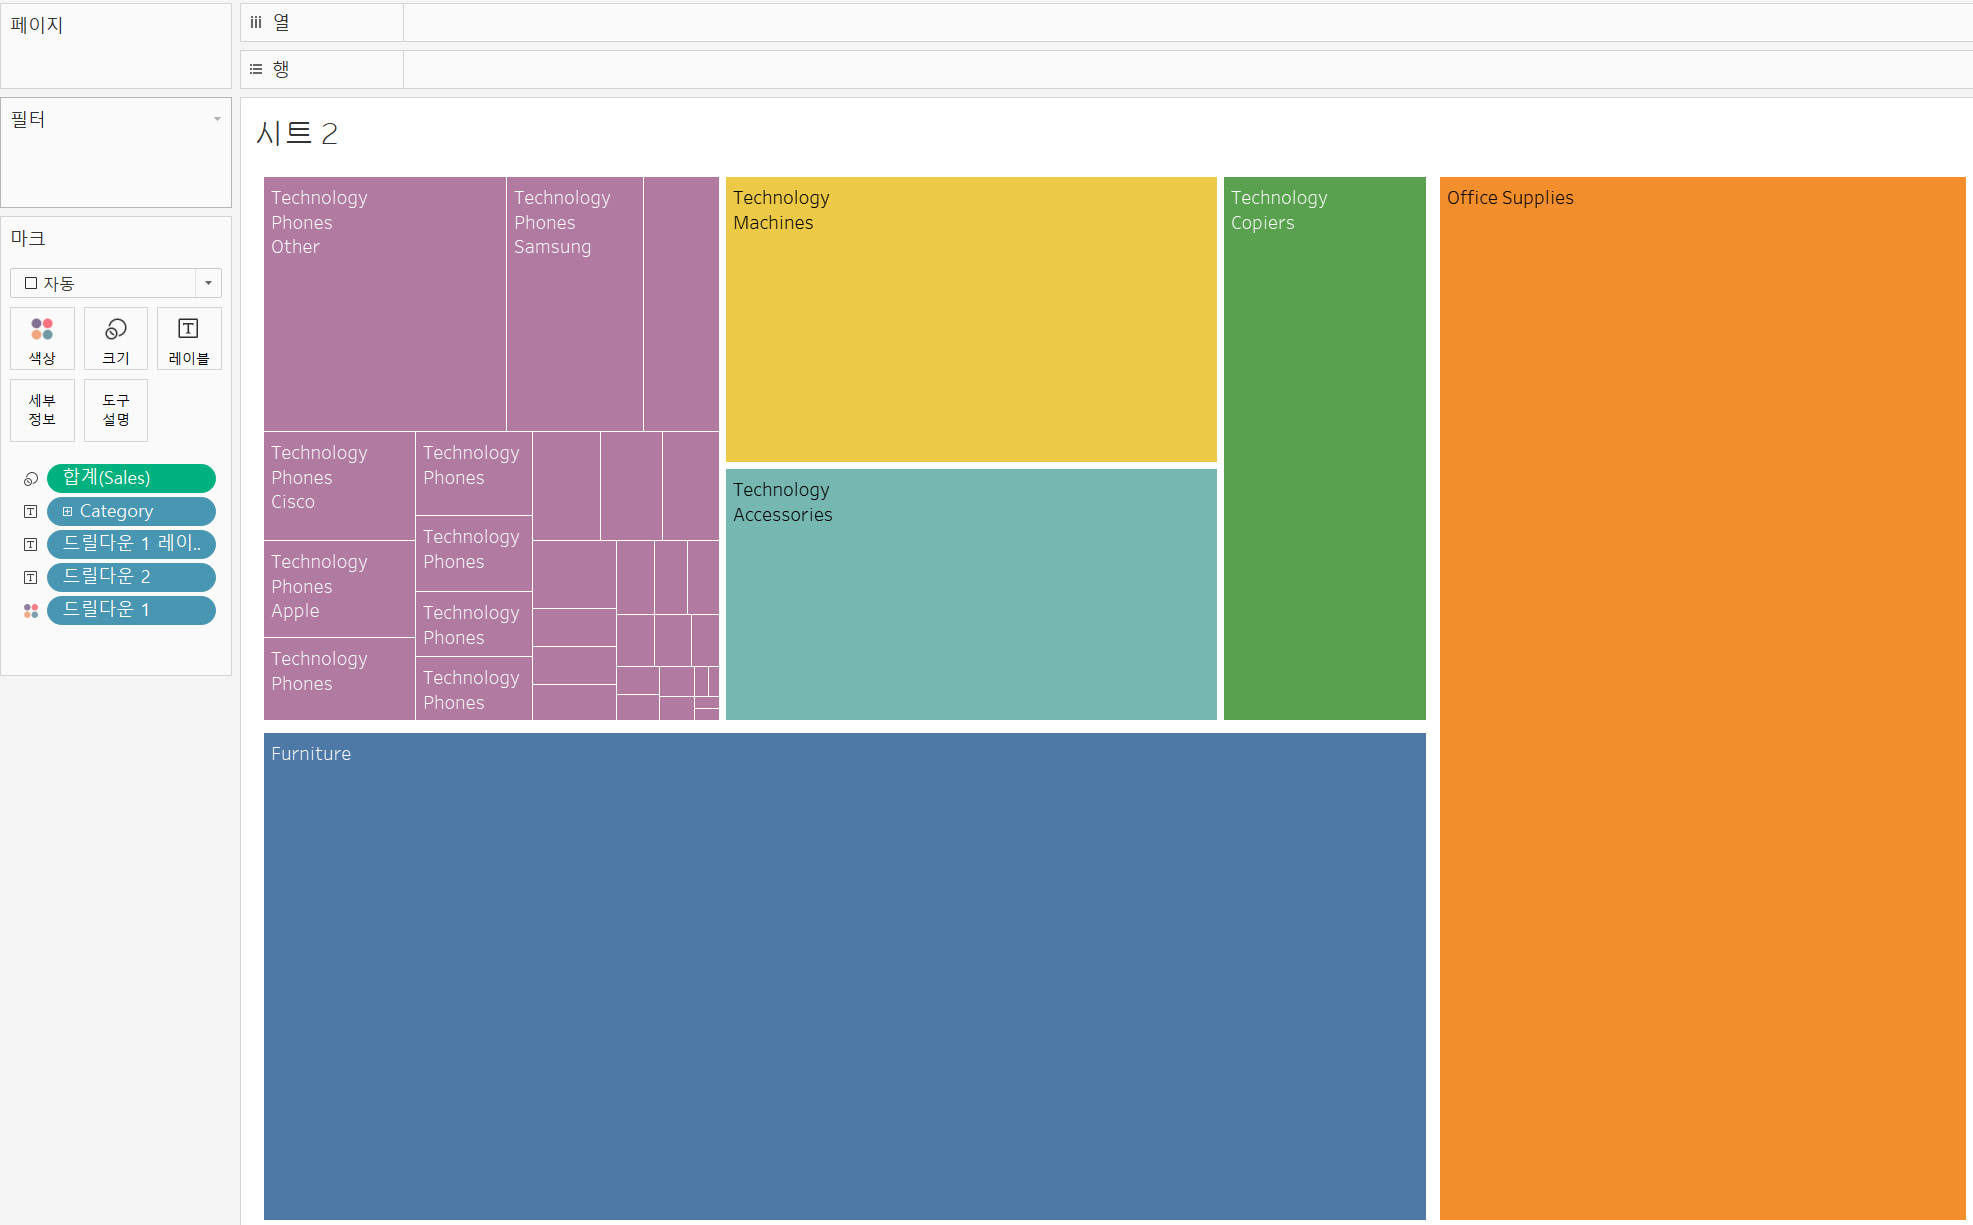 페이지
열
행
필터
시트 2
마크
자동
색상
크기
레이블
세부
정보
도구
설명
합계(Sales)
Category
드릴다운 1 레이..
드릴다운 2
드릴다운 1
Technology
Phones
Other
Technology
Phones
Samsung
Technology
Machines
Technology
Copiers
Office Supplies
Technology
Phones
Cisco
Technology
Phones
Technology
Accessories
Technology
Phones
Technology
Phones
Apple
Technology
Phones
Technology
Phones
Technology
Phones
Furniture